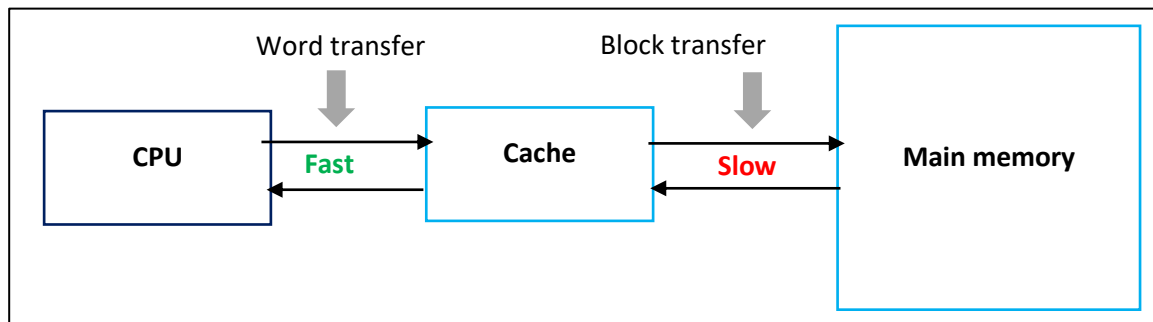 Word transfer
Block transfer
CPU
Fast
Cache
Slow
Main memory